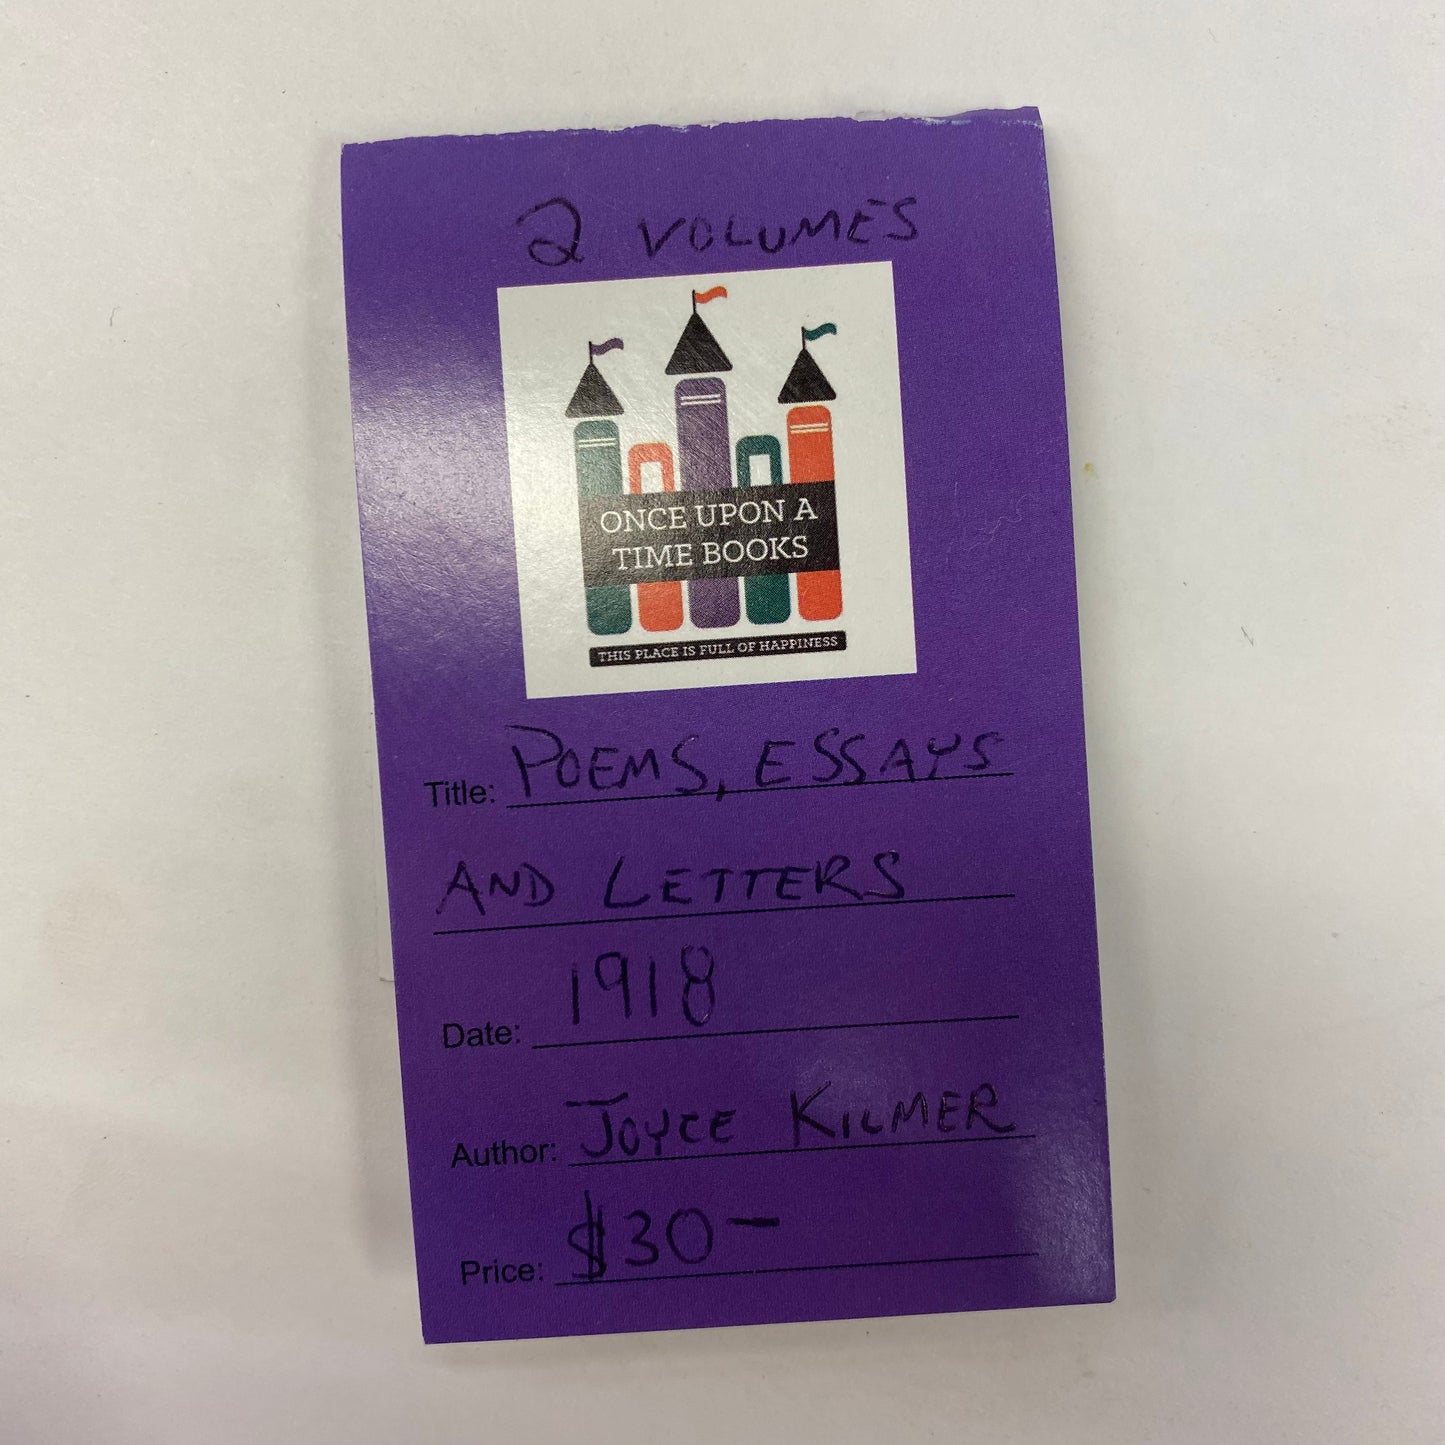 2 VOLUMES
ONCE UPON A
TIME BOOKS
THIS PLACE IS FULL OF HAPPINESS
Title: POEMS, ESSAYS
AND LETTERS
Date: 1918
Author: JOYCE KILMER
Price: $30-